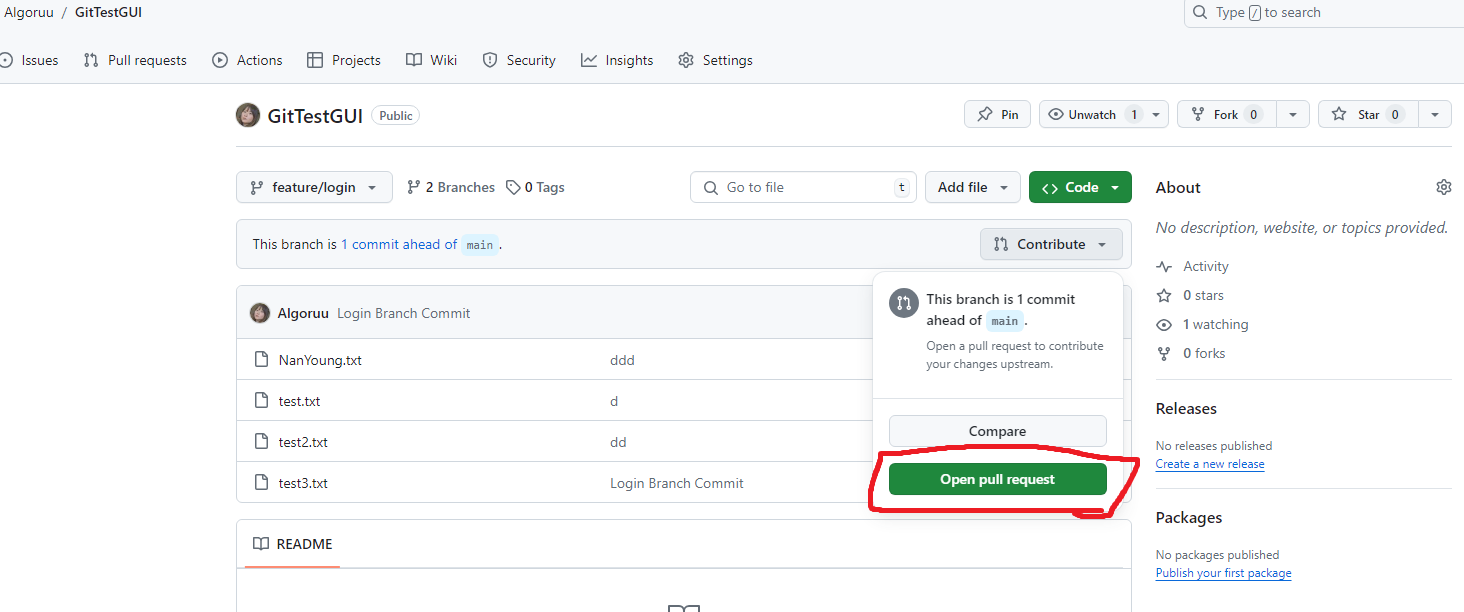 Algoruu / GitTestGUI
Type / to search
Issues Pull requests Actions Projects Wiki Security Insights Settings
GitTestGUI Public
Pin Unwatch 1 Fork 0 Star 0
feature/login 2 Branches 0 Tags Go to file t Add file Code
This branch is 1 commit ahead of main .
Contribute
This branch is 1 commit
ahead of main .
Open a pull request to contribute
your changes upstream.
Compare
Open pull request
Algoruu Login Branch Commit
NanYoung.txt ddd
test.txt d
test2.txt dd
test3.txt Login Branch Commit
README
About
No description, website, or topics provided.
Activity
0 stars
1 watching
0 forks
Releases
No releases published
Create a new release
Packages
No packages published
Publish your first package